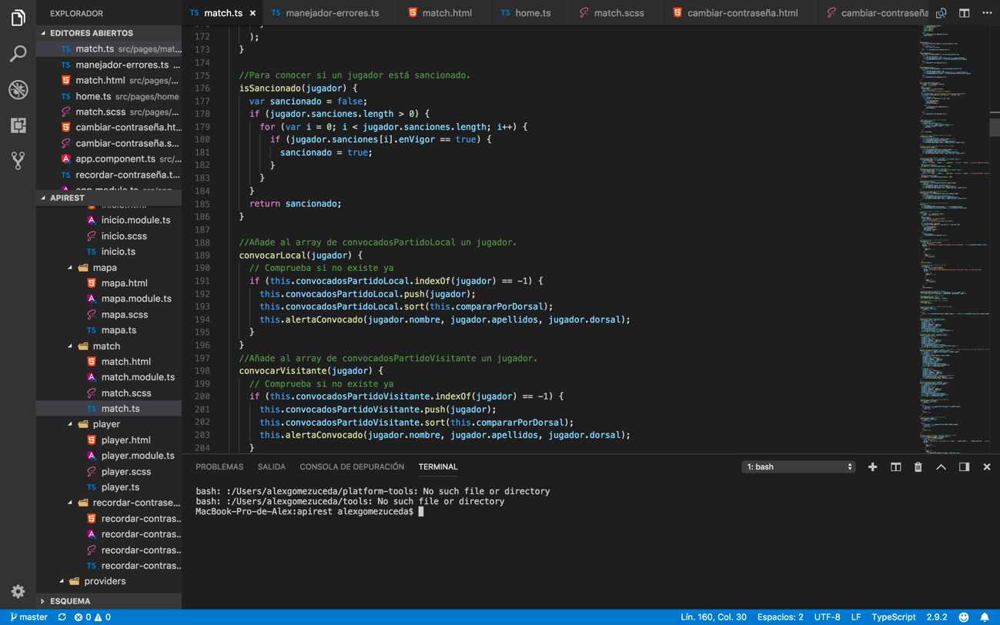 EXPLORADOR
EDITORES ABIERTOS
TS match.ts src/pages/mat...
TS manejador-errores.ts ...
match.html src/pages/...
TS home.ts src/pages/home
match.scss src/pages/...
cambiar-contraseña.ht...
cambiar-contraseña.s...
app.component.ts src/...
TS recordar-contraseña.t...
app.module.ts src/app
APIREST
inicio.html
inicio.module.ts
inicio.scss
TS inicio.ts
mapa
mapa.html
mapa.module.ts
mapa.scss
TS mapa.ts
match
match.html
match.module.ts
match.scss
TS match.ts
player
player.html
player.module.ts
player.scss
TS player.ts
recordar-contrase...
recordar-contras...
recordar-contras...
recordar-contras...
TS recordar-contras...
providers
ESQUEMA
TS match.ts × TS manejador-errores.ts match.html TS home.ts match.scss cambiar-contraseña.html cambiar-contraseña
171 }
172 );
173 }
174
175 //Para conocer si un jugador está sancionado.
176 isSancionado(jugador) {
177 var sancionado = false;
178 if (jugador.sanciones.length > 0) {
179 for (var i = 0; i < jugador.sanciones.length; i++) {
180 if (jugador.sanciones[i].enVigor == true) {
181 sancionado = true;
182 }
183 }
184 }
185 return sancionado;
186 }
187
188 //Añade al array de convocadosPartidoLocal un jugador.
189 convocarLocal(jugador) {
190 // Comprueba si no existe ya
191 if (this.convocadosPartidoLocal.indexOf(jugador) == -1) {
192 this.convocadosPartidoLocal.push(jugador);
193 this.convocadosPartidoLocal.sort(this.compararPorDorsal);
194 this.alertaConvocado(jugador.nombre, jugador.apellidos, jugador.dorsal);
195 }
196 }
197 //Añade al array de convocadosPartidoVisitante un jugador.
198 convocarVisitante(jugador) {
199 // Comprueba si no existe ya
200 if (this.convocadosPartidoVisitante.indexOf(jugador) == -1) {
201 this.convocadosPartidoVisitante.push(jugador);
202 this.convocadosPartidoVisitante.sort(this.compararPorDorsal);
203 this.alertaConvocado(jugador.nombre, jugador.apellidos, jugador.dorsal);
204 }
PROBLEMAS SALIDA CONSOLA DE DEPURACIÓN TERMINAL 1: bash
bash: :/Users/alexgomezuceda/platform-tools: No such file or directory
bash: :/Users/alexgomezuceda/tools: No such file or directory
MacBook-Pro-de-Alex:apirest alexgomezuceda$
master 0 0 Lín. 160, Col. 30 Espacios: 2 UTF-8 LF TypeScript 2.9.2